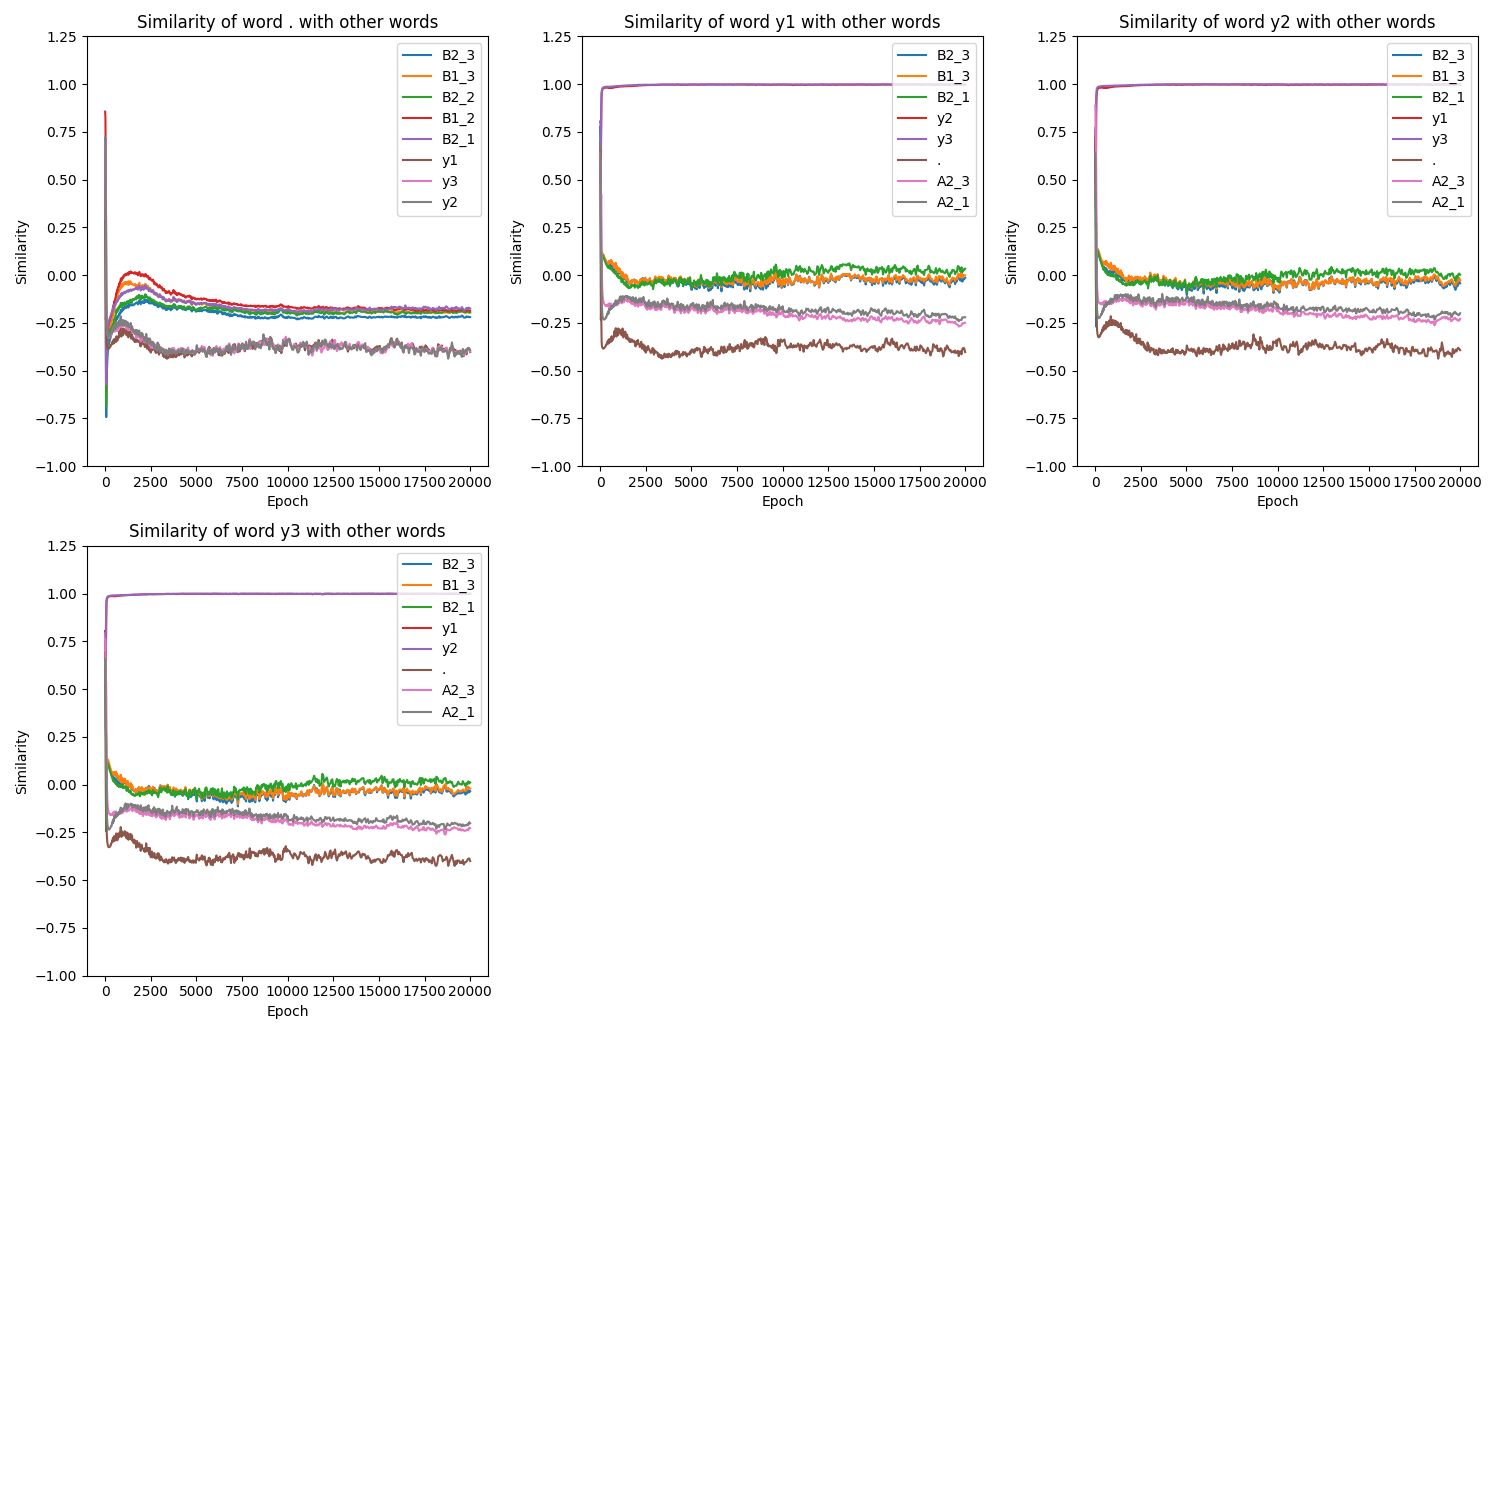 Similarity of word . with other words
1.25
1.00
0.75
0.50
0.25
0.00
−0.25
−0.50
−0.75
−1.00
Similarity
B2_3
B1_3
B2_2
B1_2
B2_1
y1
y3
y2
0 2500 5000 7500 10000 12500 15000 17500 20000
Epoch
Similarity of word y1 with other words
1.25
1.00
0.75
0.50
0.25
0.00
−0.25
−0.50
−0.75
−1.00
Similarity
B2_3
B1_3
B2_1
y2
y3
.
A2_3
A2_1
0 2500 5000 7500 10000 12500 15000 17500 20000
Epoch
Similarity of word y2 with other words
1.25
1.00
0.75
0.50
0.25
0.00
−0.25
−0.50
−0.75
−1.00
Similarity
B2_3
B1_3
B2_1
y1
y3
.
A2_3
A2_1
0 2500 5000 7500 10000 12500 15000 17500 20000
Epoch
Similarity of word y3 with other words
1.25
1.00
0.75
0.50
0.25
0.00
−0.25
−0.50
−0.75
−1.00
Similarity
B2_3
B1_3
B2_1
y1
y2
.
A2_3
A2_1
0 2500 5000 7500 10000 12500 15000 17500 20000
Epoch